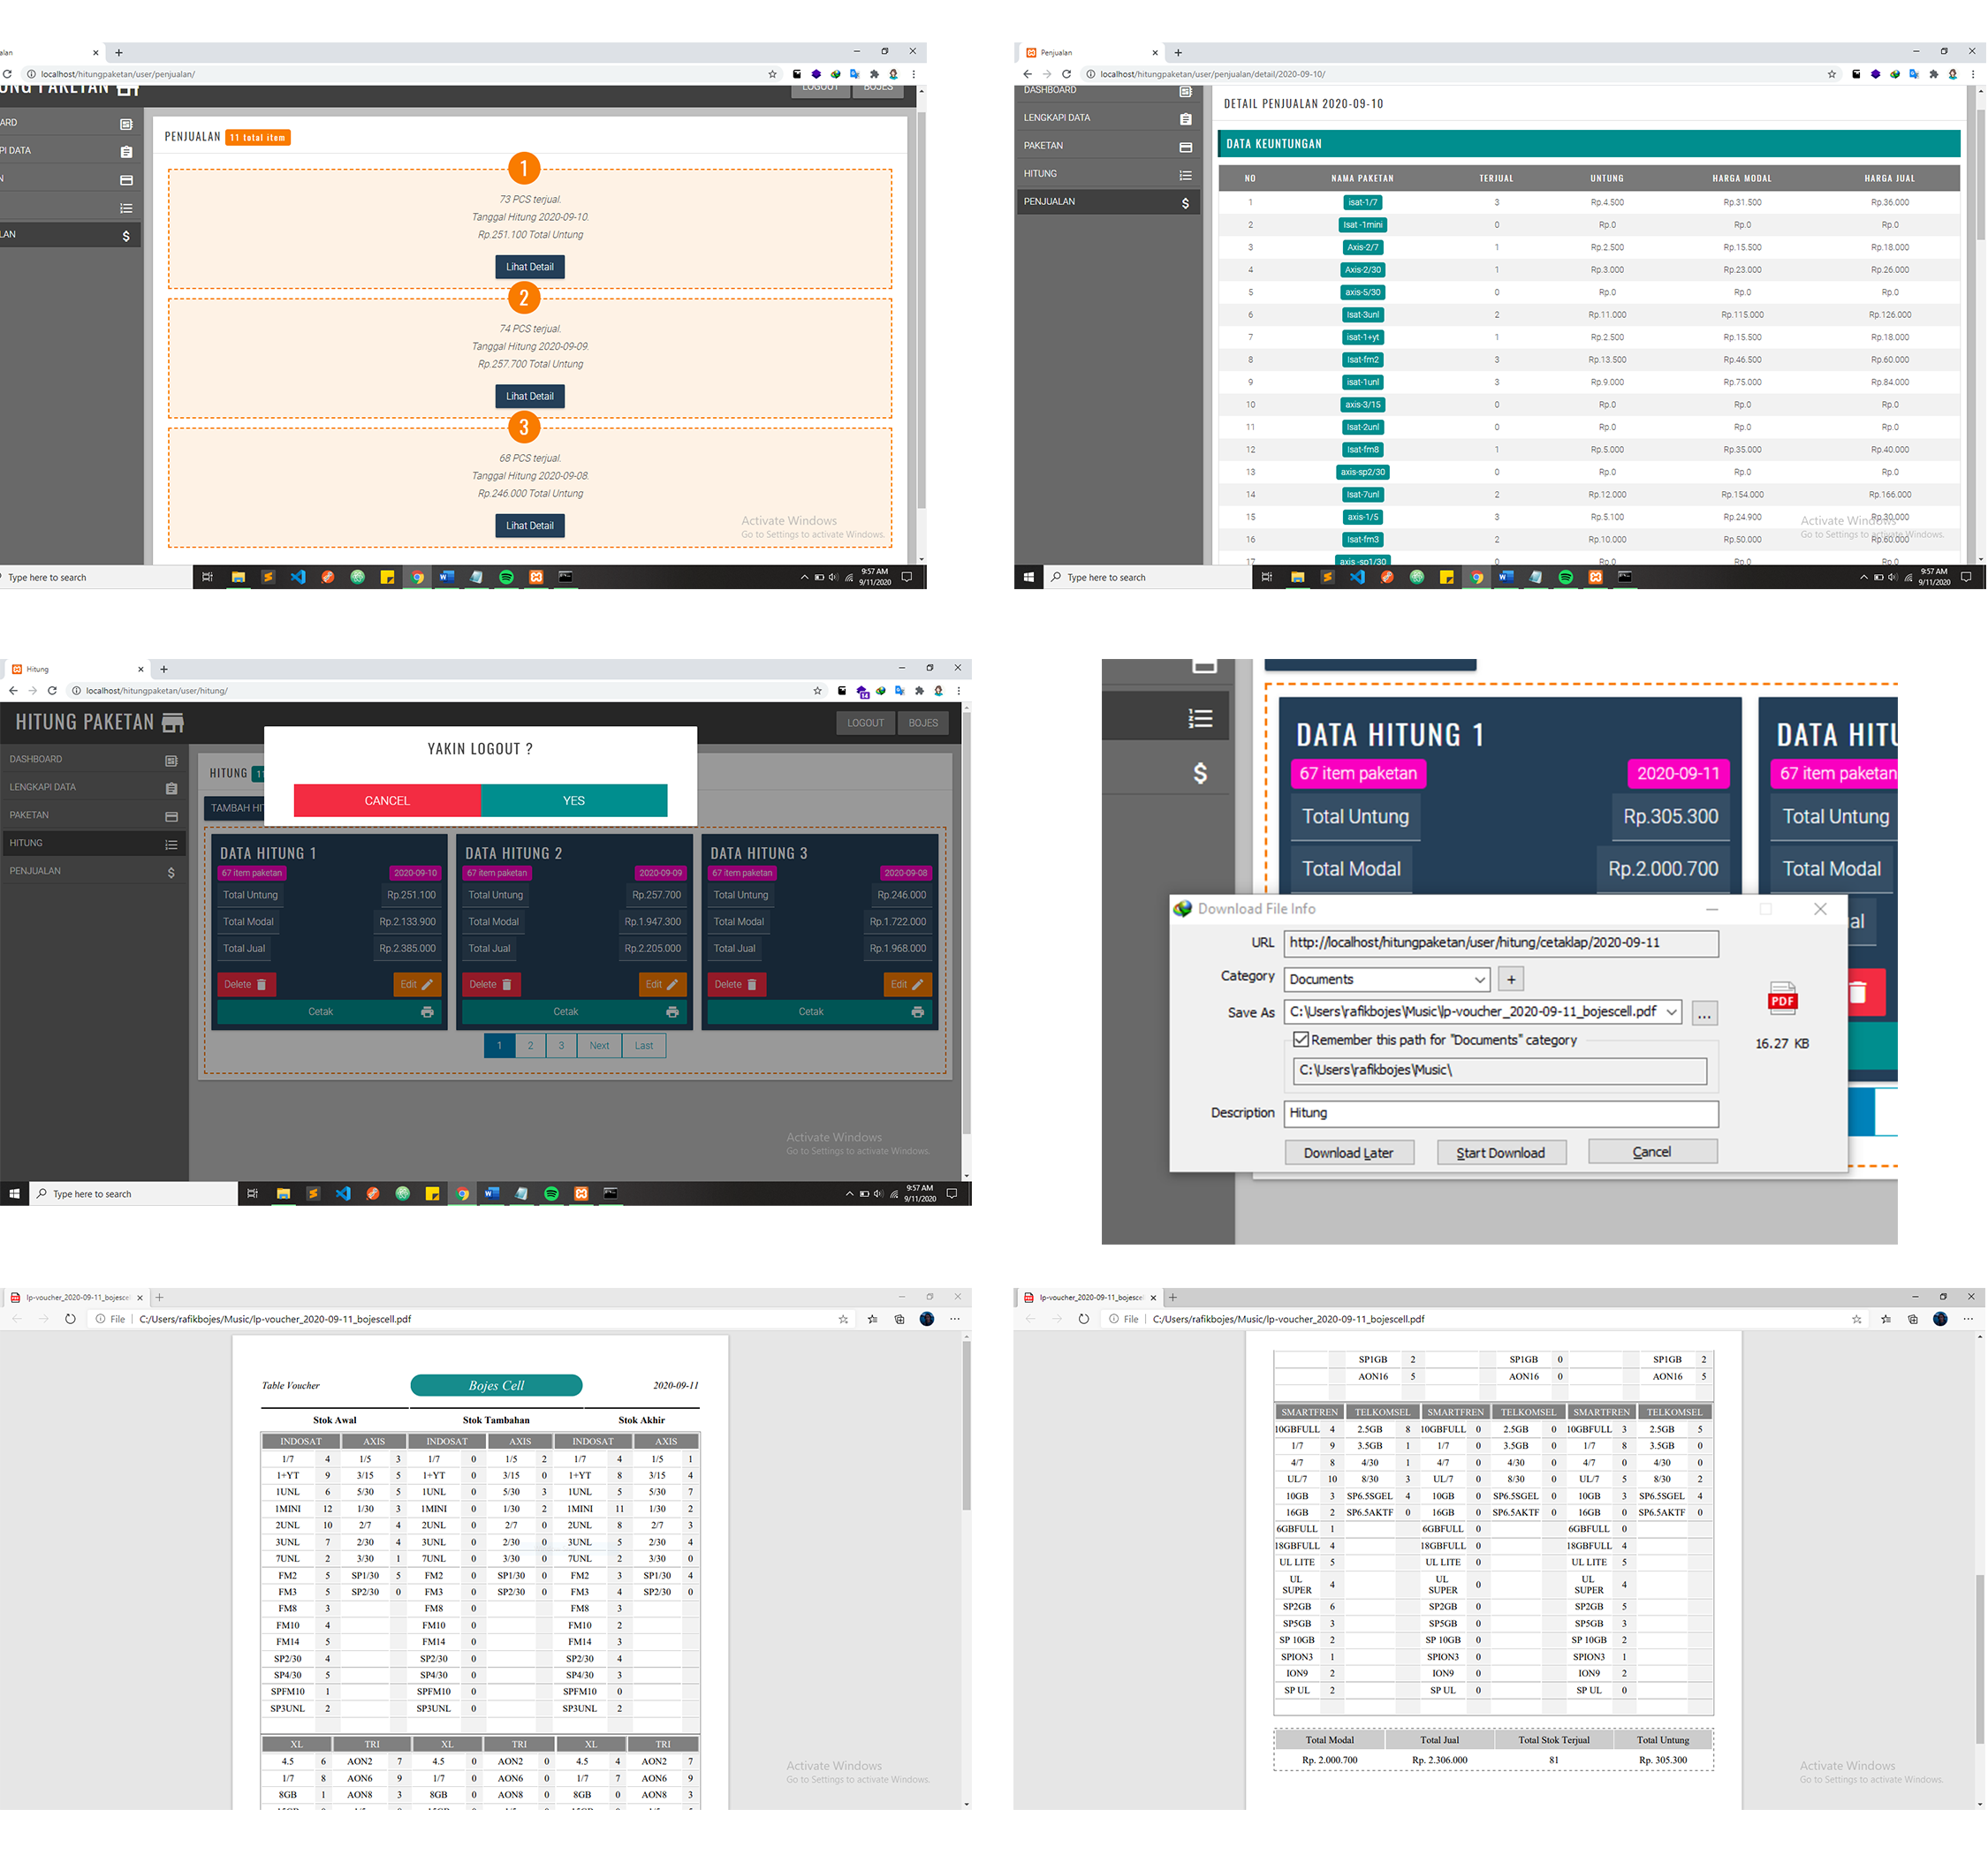 alan
localhost/hitungpaketan/user/penjualan/
UNG PAKETAN
LOGOUT BOJES
ARD
PI DATA
N
LAN
PENJUALAN 11 total item
1
73 PCS terjual.
Tanggal Hitung 2020-09-10.
Rp.251.100 Total Untung
Lihat Detail
2
74 PCS terjual.
Tanggal Hitung 2020-09-09.
Rp.257.700 Total Untung
Lihat Detail
3
68 PCS terjual.
Tanggal Hitung 2020-09-08.
Rp.246.000 Total Untung
Lihat Detail
Activate Windows
Go to Settings to activate Windows.
Type here to search
9:57 AM
9/11/2020
Penjualan
localhost/hitungpaketan/user/penjualan/detail/2020-09-10/
DASHBOARD
LENGKAPI DATA
PAKETAN
HITUNG
PENJUALAN
DETAIL PENJUALAN 2020-09-10
DATA KEUNTUNGAN
NO NAMA PAKETAN TERJUAL UNTUNG HARGA MODAL HARGA JUAL
1 isat-1/7 3 Rp.4.500 Rp.31.500 Rp.36.000
2 Isat -1mini 0 Rp.0 Rp.0 Rp.0
3 Axis-2/7 1 Rp.2.500 Rp.15.500 Rp.18.000
4 Axis-2/30 1 Rp.3.000 Rp.23.000 Rp.26.000
5 axis-5/30 0 Rp.0 Rp.0 Rp.0
6 Isat-3unl 2 Rp.11.000 Rp.115.000 Rp.126.000
7 isat-1+yt 1 Rp.2.500 Rp.15.500 Rp.18.000
8 Isat-fm2 3 Rp.13.500 Rp.46.500 Rp.60.000
9 isat-1unl 3 Rp.9.000 Rp.75.000 Rp.84.000
10 axis-3/15 0 Rp.0 Rp.0 Rp.0
11 Isat-2unl 0 Rp.0 Rp.0 Rp.0
12 Isat-fm8 1 Rp.5.000 Rp.35.000 Rp.40.000
13 axis-sp2/30 0 Rp.0 Rp.0 Rp.0
14 Isat-7unl 2 Rp.12.000 Rp.154.000 Rp.166.000
15 axis-1/5 3 Rp.5.100 Rp.24.900 Rp.30.000
16 Isat-fm3 2 Rp.10.000 Rp.50.000 Rp.60.000
17 axis-sp1/30 0 Rp.0 Rp.0 Rp.0
Activate Windows
Go to Settings to activate Windows.
Type here to search
9:57 AM
9/11/2020
Hitung
localhost/hitungpaketan/user/hitung/
HITUNG PAKETAN
LOGOUT BOJES
DASHBOARD
LENGKAPI DATA
PAKETAN
HITUNG
PENJUALAN
HITUNG 11
TAMBAH HI
YAKIN LOGOUT ?
CANCEL YES
DATA HITUNG 1 DATA HITUNG 2 DATA HITUNG 3
67 item paketan 2020-09-10 67 item paketan 2020-09-09 67 item paketan 2020-09-08
Total Untung Rp.251.100 Total Untung Rp.257.700 Total Untung Rp.246.000
Total Modal Rp.2.133.900 Total Modal Rp.1.947.300 Total Modal Rp.1.722.000
Total Jual Rp.2.385.000 Total Jual Rp.2.205.000 Total Jual Rp.1.968.000
Delete Edit Delete Edit Delete Edit
Cetak Cetak Cetak
1 2 3 Next Last
Activate Windows
Go to Settings to activate Windows.
Type here to search
9:57 AM
9/11/2020
DATA HITUNG 1 DATA HITU
67 item paketan 2020-09-11 67 item paketan
Total Untung Rp.305.300 Total Untung
Total Modal Rp.2.000.700 Total Modal
al
Download File Info
URL http://localhost/hitungpaketan/user/hitung/cetaklap/2020-09-11
Category Documents +
Save As C:\Users\rafikbojes\Music\lp-voucher_2020-09-11_bojescell.pdf ...
Remember this path for "Documents" category
C:\Users\rafikbojes\Music\
Description Hitung
PDF
16.27 KB
Download Later Start Download Cancel
lp-voucher_2020-09-11_bojescell
File C:/Users/rafikbojes/Music/lp-voucher_2020-09-11_bojescell.pdf
Table Voucher Bojes Cell 2020-09-11
Stok Awal Stok Tambahan Stok Akhir
INDOSAT AXIS INDOSAT AXIS INDOSAT AXIS
1/7 4 1/5 3 1/7 0 1/5 2 1/7 4 1/5 1
1+YT 9 3/15 5 1+YT 0 3/15 0 1+YT 8 3/15 4
1UNL 6 5/30 5 1UNL 0 5/30 3 1UNL 5 5/30 7
1MINI 12 1/30 3 1MINI 0 1/30 2 1MINI 11 1/30 2
2UNL 10 2/7 4 2UNL 0 2/7 0 2UNL 8 2/7 3
3UNL 7 2/30 4 3UNL 0 2/30 0 3UNL 5 2/30 4
7UNL 2 3/30 1 7UNL 0 3/30 0 7UNL 2 3/30 0
FM2 5 SP1/30 5 FM2 0 SP1/30 0 FM2 3 SP1/30 4
FM3 5 SP2/30 0 FM3 0 SP2/30 0 FM3 4 SP2/30 0
FM8 3 FM8 0 FM8 3
FM10 4 FM10 0 FM10 2
FM14 5 FM14 0 FM14 3
SP2/30 4 SP2/30 0 SP2/30 4
SP4/30 5 SP4/30 0 SP4/30 3
SPFM10 1 SPFM10 0 SPFM10 0
SP3UNL 2 SP3UNL 0 SP3UNL 2
XL TRI XL TRI XL TRI
4.5 6 AON2 7 4.5 0 AON2 0 4.5 4 AON2 7
1/7 8 AON6 9 1/7 0 AON6 0 1/7 7 AON6 9
8GB 1 AON8 3 8GB 0 AON8 0 8GB 0 AON8 3
Activate Windows
Go to Settings to activate Windows.
lp-voucher_2020-09-11_bojesce
File C:/Users/rafikbojes/Music/lp-voucher_2020-09-11_bojescell.pdf
SP1GB 2 SP1GB 0 SP1GB 2
AON16 5 AON16 0 AON16 5
SMARTFREN TELKOMSEL SMARTFREN TELKOMSEL SMARTFREN TELKOMSEL
10GBFULL 4 2.5GB 8 10GBFULL 0 2.5GB 0 10GBFULL 3 2.5GB 5
1/7 9 3.5GB 1 1/7 0 3.5GB 0 1/7 8 3.5GB 0
4/7 8 4/30 1 4/7 0 4/30 0 4/7 0 4/30 0
UL/7 10 8/30 3 UL/7 0 8/30 0 UL/7 5 8/30 2
10GB 3 SP6.5SGEL 4 10GB 0 SP6.5SGEL 0 10GB 3 SP6.5SGEL 4
16GB 2 SP6.5AKTF 0 16GB 0 SP6.5AKTF 0 16GB 0 SP6.5AKTF 0
6GBFULL 1 6GBFULL 0 6GBFULL 0
18GBFULL 4 18GBFULL 0 18GBFULL 4
UL LITE 5 UL LITE 0 UL LITE 5
UL SUPER 4 UL SUPER 0 UL SUPER 4
SP2GB 6 SP2GB 0 SP2GB 5
SP5GB 3 SP5GB 0 SP5GB 3
SP 10GB 2 SP 10GB 0 SP 10GB 2
SPION3 1 SPION3 0 SPION3 1
ION9 2 ION9 0 ION9 2
SP UL 2 SP UL 0 SP UL 0
Total Modal Total Jual Total Stok Terjual Total Untung
Rp. 2.000.700 Rp. 2.306.000 81 Rp. 305.300
Activate Windows
Go to Settings to activate Windows.